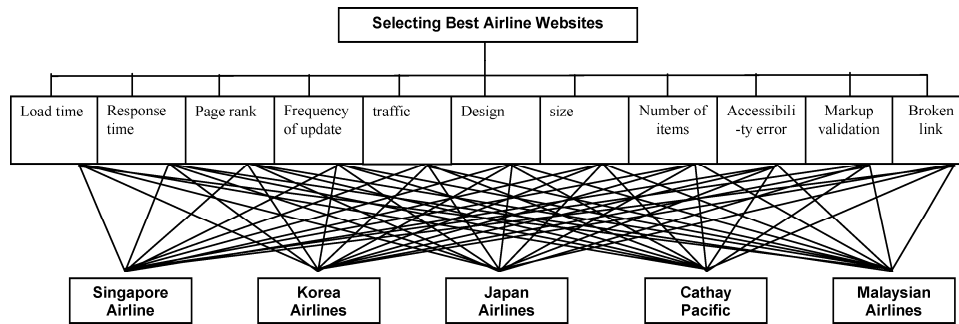 Selecting Best Airline Websites
Load time
Response
time
Page rank
Frequency
of update
traffic
Design
size
Number of
items
Accessibili
-ty error
Markup
validation
Broken
link
Singapore
Airline
Korea
Airlines
Japan
Airlines
Cathay
Pacific
Malaysian
Airlines